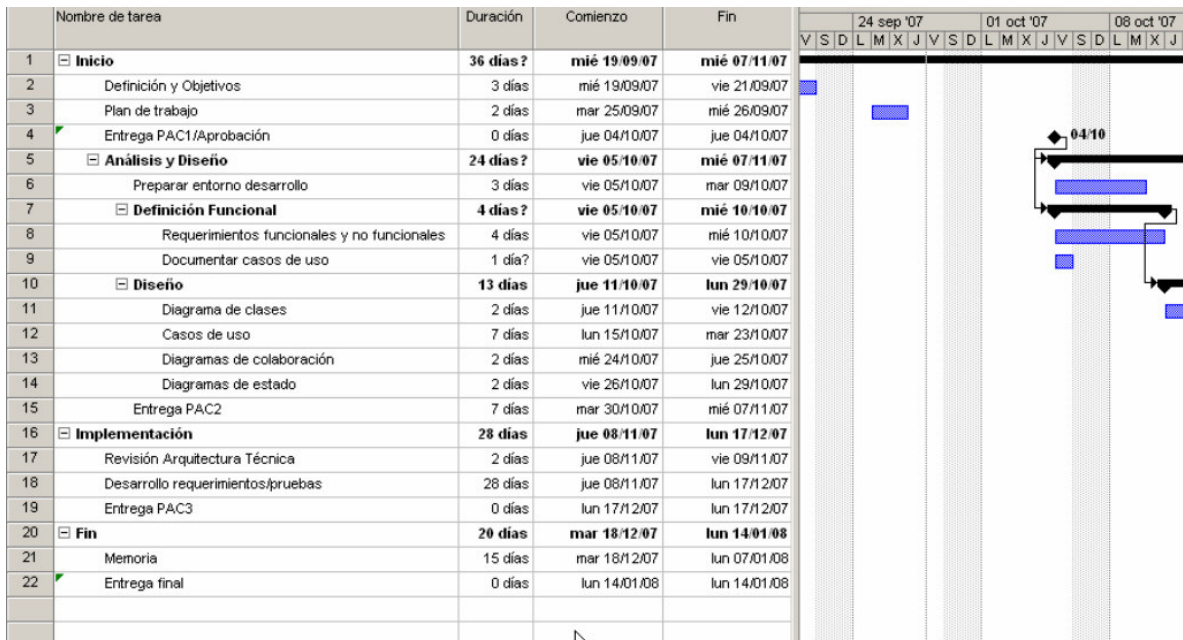 Nombre de tarea Duración Comienzo Fin 24 sep '07 01 oct '07 08 oct '07
V S D L M X J V S D L M X J V S D L M X J
1 Inicio 36 días? mié 19/09/07 mié 07/11/07
2 Definición y Objetivos 3 días mié 19/09/07 vie 21/09/07
3 Plan de trabajo 2 días mar 25/09/07 mié 26/09/07
4 Entrega PAC1/Aprobación 0 días jue 04/10/07 jue 04/10/07 04/10
5 Análisis y Diseño 24 días? vie 05/10/07 mié 07/11/07
6 Preparar entorno desarrollo 3 días vie 05/10/07 mar 09/10/07
7 Definición Funcional 4 días? vie 05/10/07 mié 10/10/07
8 Requerimientos funcionales y no funcionales 4 días vie 05/10/07 mié 10/10/07
9 Documentar casos de uso 1 día? vie 05/10/07 vie 05/10/07
10 Diseño 13 días jue 11/10/07 lun 29/10/07
11 Diagrama de clases 2 días jue 11/10/07 vie 12/10/07
12 Casos de uso 7 días lun 15/10/07 mar 23/10/07
13 Diagramas de colaboración 2 días mié 24/10/07 jue 25/10/07
14 Diagramas de estado 2 días vie 26/10/07 lun 29/10/07
15 Entrega PAC2 7 días mar 30/10/07 mié 07/11/07
16 Implementación 28 días jue 08/11/07 lun 17/12/07
17 Revisión Arquitectura Técnica 2 días jue 08/11/07 vie 09/11/07
18 Desarrollo requerimientos/pruebas 28 días jue 08/11/07 lun 17/12/07
19 Entrega PAC3 0 días lun 17/12/07 lun 17/12/07
20 Fin 20 días mar 18/12/07 lun 14/01/08
21 Memoria 15 días mar 18/12/07 lun 07/01/08
22 Entrega final 0 días lun 14/01/08 lun 14/01/08